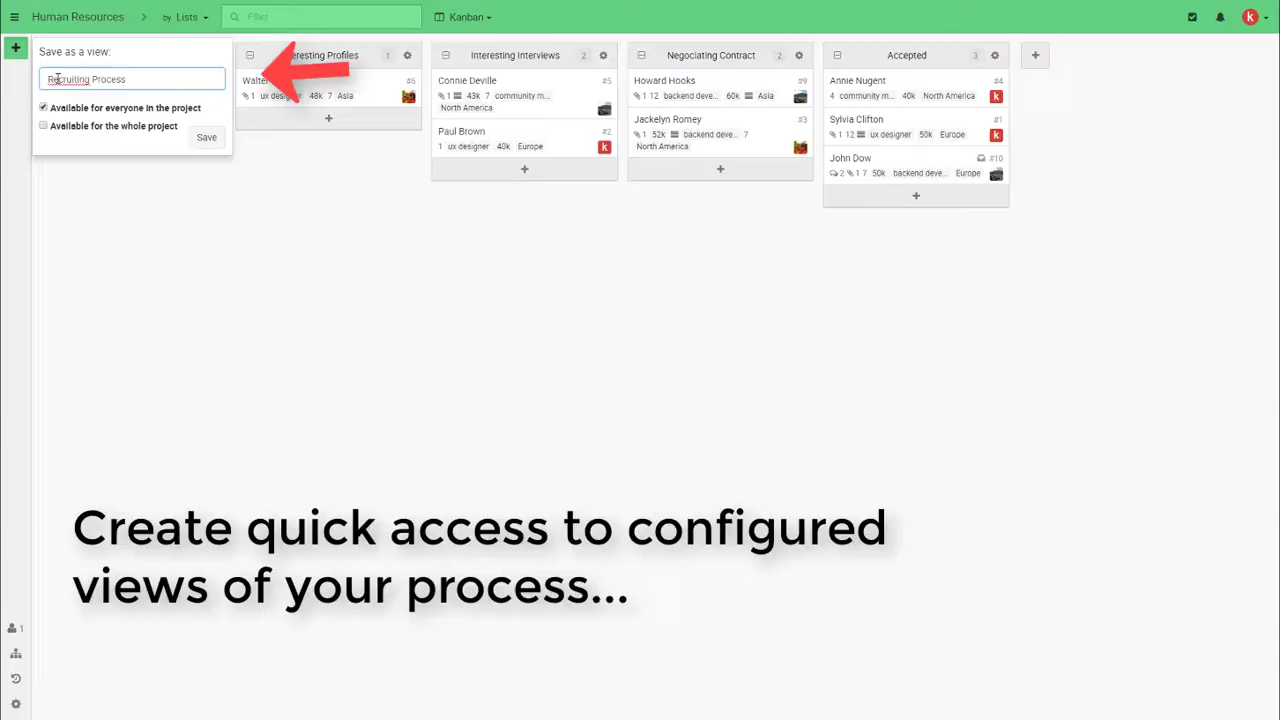 Human Resources
by Lists
Filter
Kanban
k
Save as a view:
Recruiting Process
Available for everyone in the project
Available for the whole project
Save
eresting Profiles 1
Walte #6
1 ux designer 48k 7 Asia
Interesting Interviews 2
Connie Deville #5
1 43k 7 community m...
North America
Paul Brown #2
1 ux designer 40k Europe
k
Negociating Contract 2
Howard Hooks #9
1 12 backend deve... 60k Asia
Jackelyn Romey #3
1 52k backend deve... 7
North America
Accepted 3
Annie Nugent #4
4 community m... 40k North America
k
Sylvia Clifton #1
1 12 ux designer 50k Europe
k
John Dow #10
2 1 7 50k backend deve... Europe
Create quick access to configured
views of your process...
1